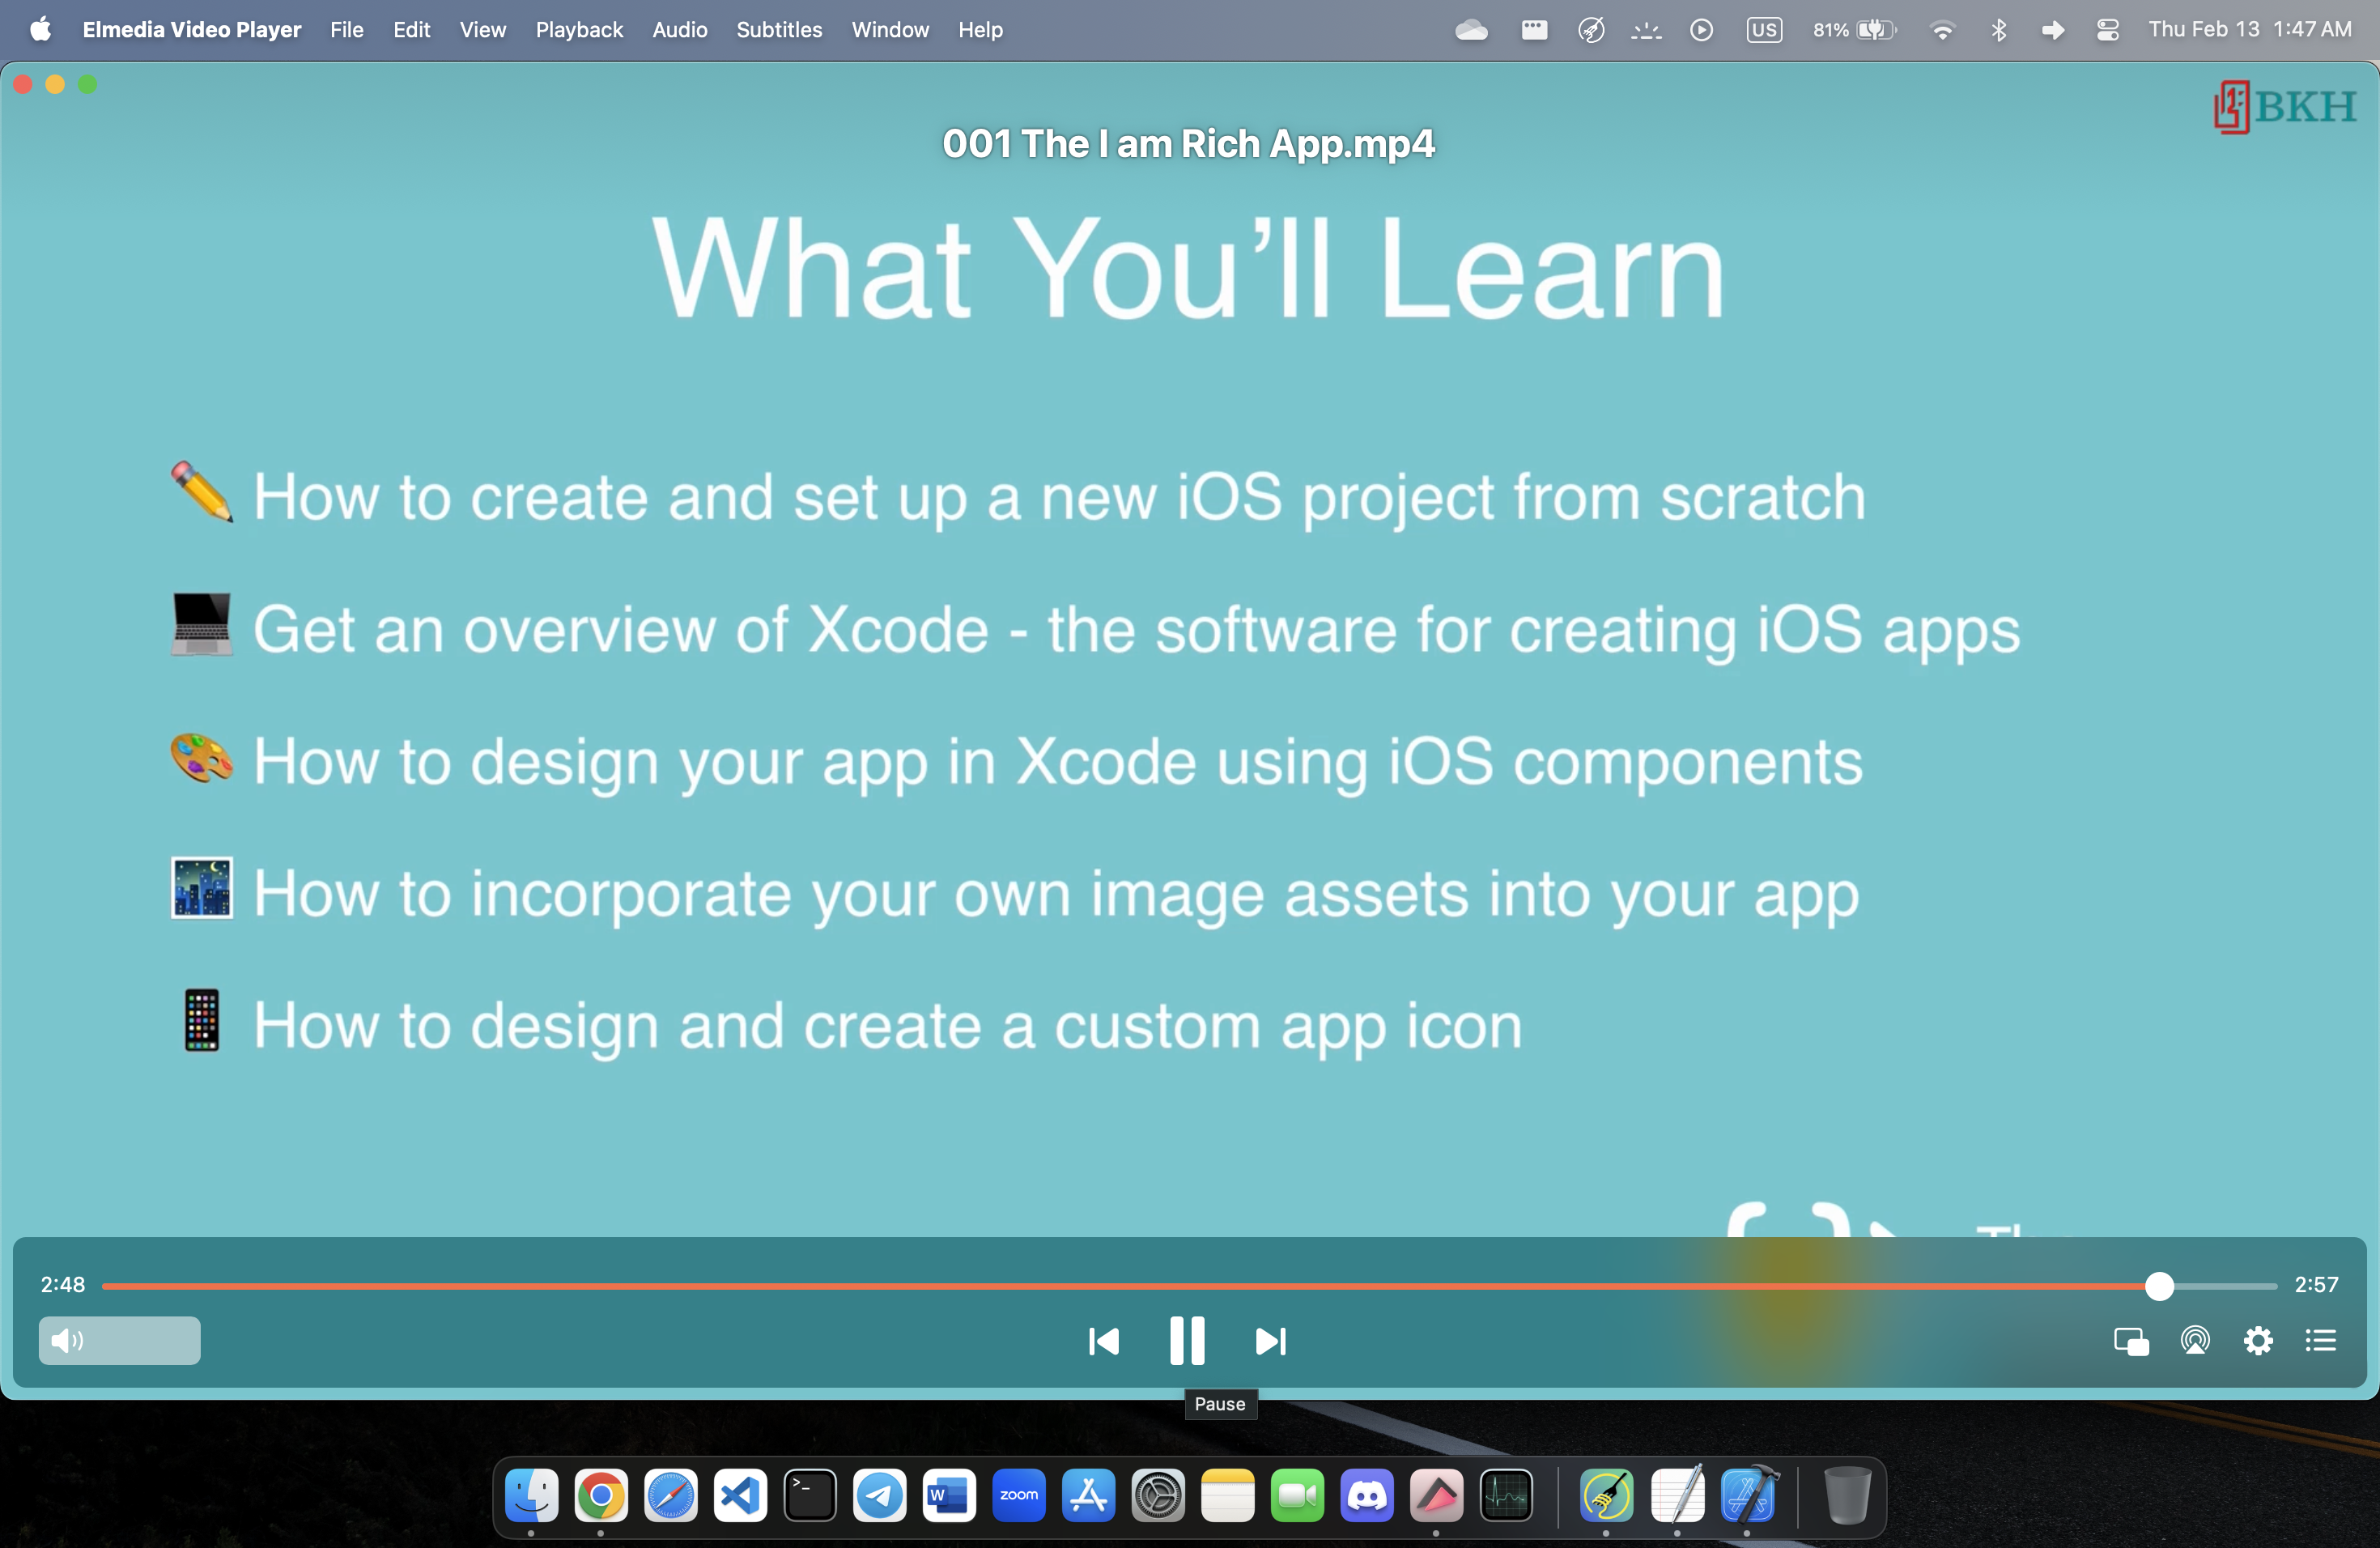 Elmedia Video Player File Edit View Playback Audio Subtitles Window Help US 81% Thu Feb 13 1:47 AM
BKH
001 The I am Rich App.mp4
What You’ll Learn
How to create and set up a new iOS project from scratch
Get an overview of Xcode - the software for creating iOS apps
How to design your app in Xcode using iOS components
How to incorporate your own image assets into your app
How to design and create a custom app icon
2:48 2:57
Pause
W zoom